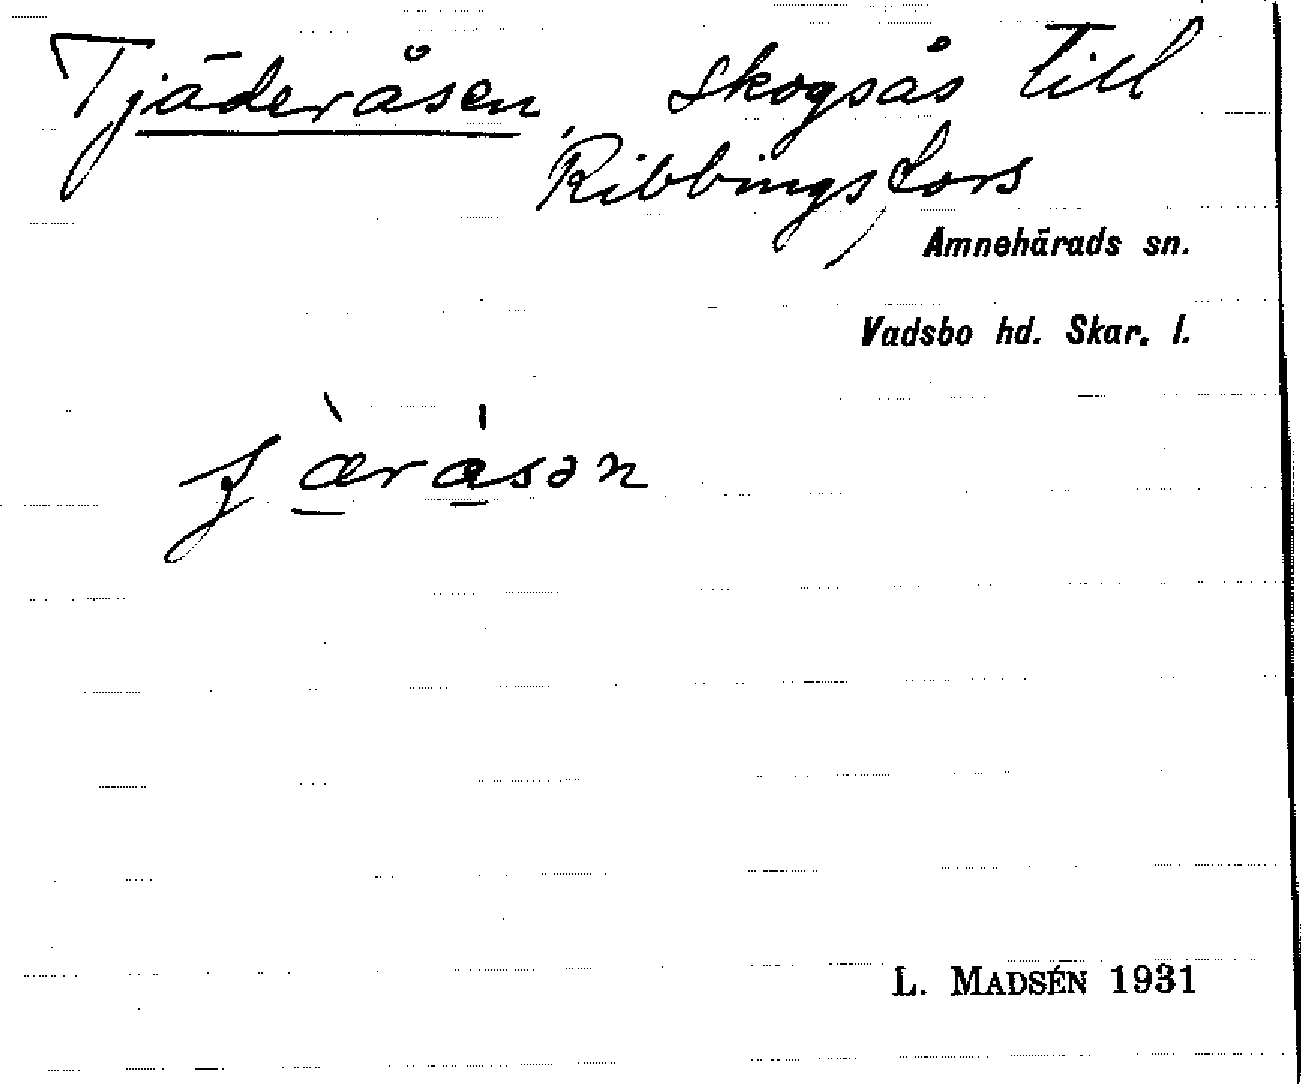 Tjäderåsen, skogsås till
Ribbingsfors
Amnehärads sn.
Vadsbo hd. Skar. l.
L. MADSÉN 1931